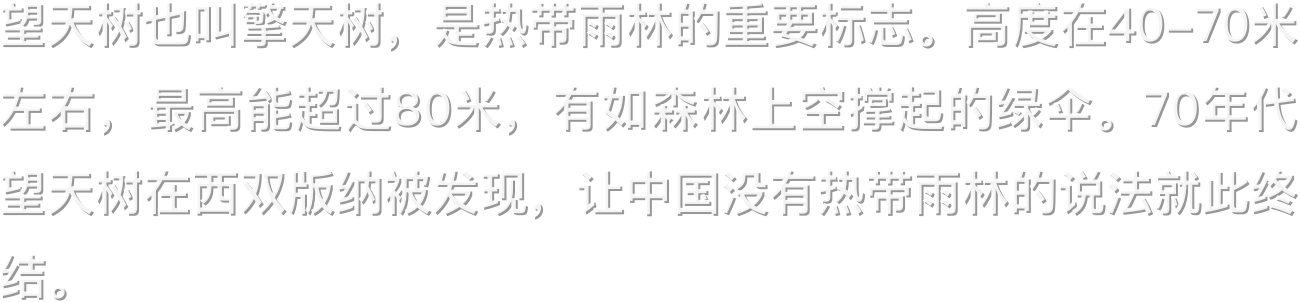 望天树也叫擎天树，是热带雨林的重要标志。高度在40-70米
左右，最高能超过80米，有如森林上空撑起的绿伞。70年代
望天树在西双版纳被发现，让中国没有热带雨林的说法就此终
结。